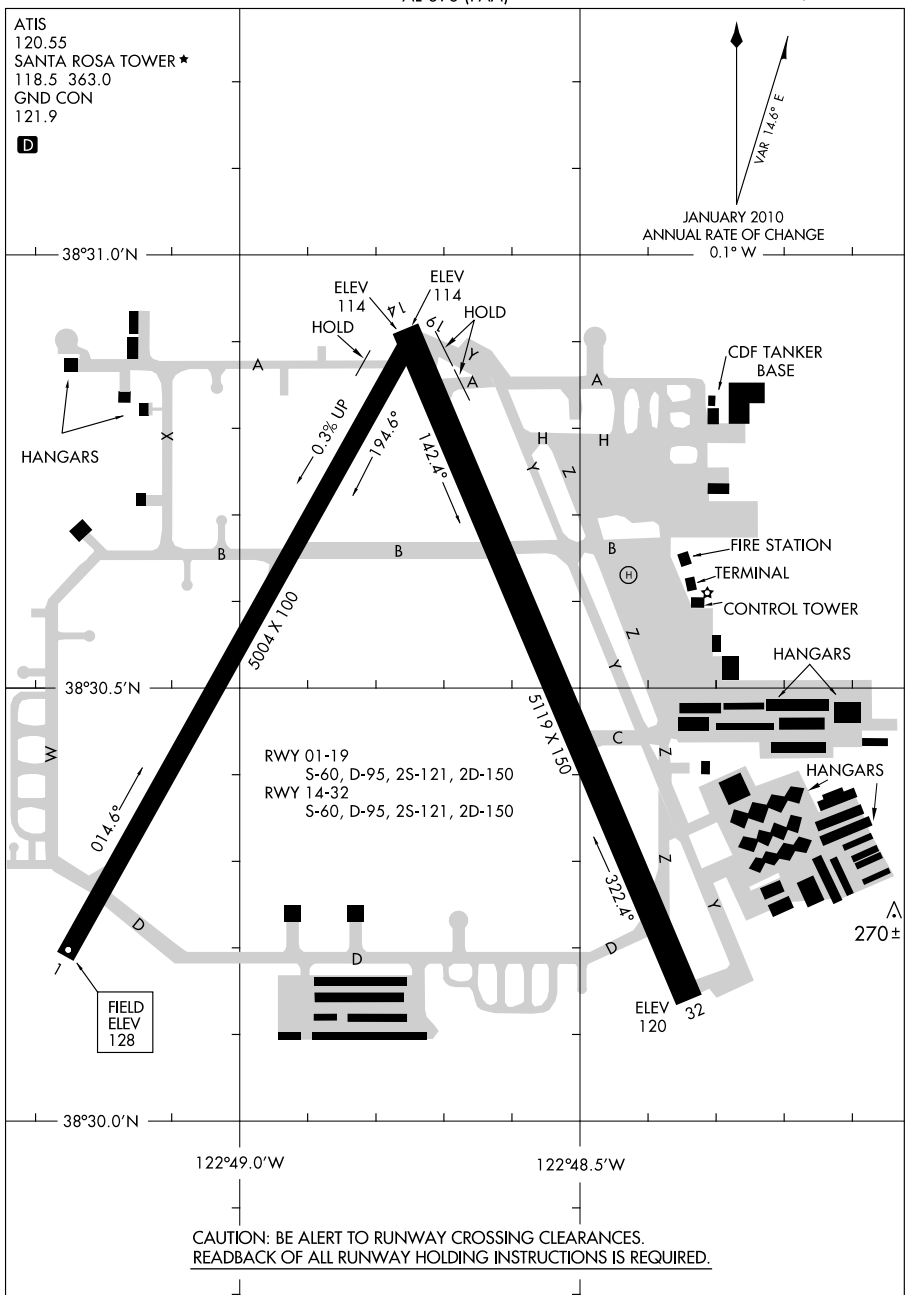 ATIS
120.55
SANTA ROSA TOWER ★
118.5 363.0
GND CON
121.9
D
VAR 14.6° E
JANUARY 2010
ANNUAL RATE OF CHANGE
0.1° W
38°31.0'N
ELEV
114
ELEV
114
HOLD
14
19
HOLD
A
Y
A
A
CDF TANKER
BASE
HANGARS
X
0.3% UP
194.6°
142.4°
H
H
Y
Z
B
B
B
H
FIRE STATION
TERMINAL
CONTROL TOWER
5004 X 100
Z
Y
HANGARS
38°30.5'N
5119 X 150
C
Z
W
RWY 01-19
S-60, D-95, 2S-121, 2D-150
RWY 14-32
S-60, D-95, 2S-121, 2D-150
HANGARS
014.6°
322.4°
Z
Y
270±
D
D
D
1
FIELD
ELEV
128
ELEV
120
32
38°30.0'N
122°49.0'W
122°48.5'W
CAUTION: BE ALERT TO RUNWAY CROSSING CLEARANCES.
READBACK OF ALL RUNWAY HOLDING INSTRUCTIONS IS REQUIRED.